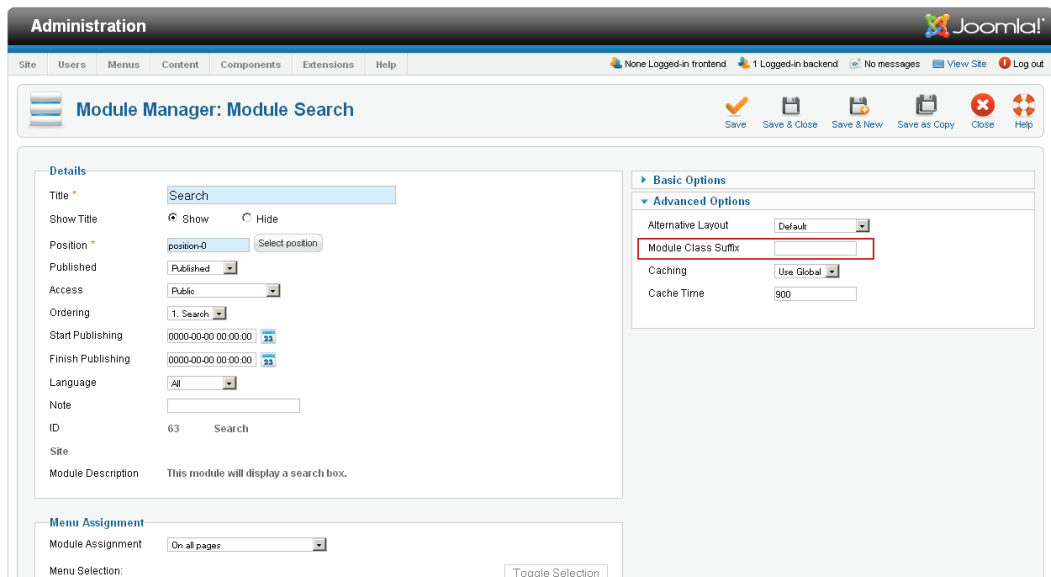 Administration
Joomla!
Site Users Menus Content Components Extensions Help
None Logged-in frontend 1 Logged-in backend No messages View Site Log out
Module Manager: Module Search
Save Save & Close Save & New Save as Copy Close Help
Details
Title *
Search
Show Title
Show Hide
Position *
position-0 Select position
Published
Published
Access
Public
Ordering
1. Search
Start Publishing
0000-00-00 00:00:00 23
Finish Publishing
0000-00-00 00:00:00 23
Language
All
Note
ID
63 Search
Site
Module Description
This module will display a search box.
Basic Options
Advanced Options
Alternative Layout
Default
Module Class Suffix
Caching
Use Global
Cache Time
900
Menu Assignment
Module Assignment
On all pages
Menu Selection:
Toggle Selection